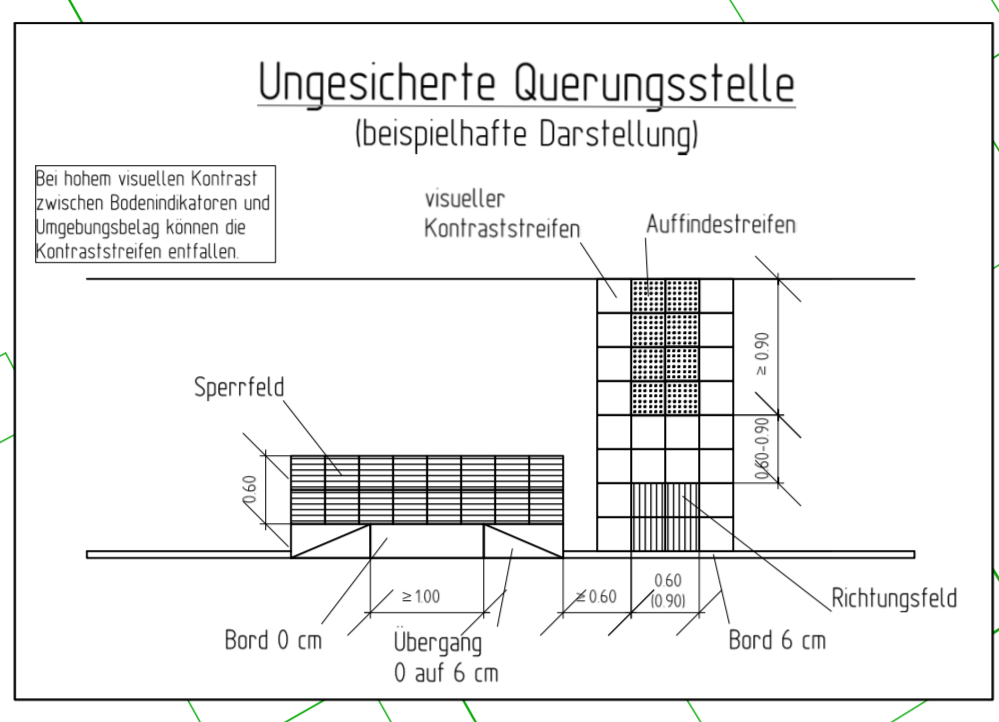 Ungesicherte Querungsstelle
(beispielhafte Darstellung)
Bei hohem visuellen Kontrast
zwischen Bodenindikatoren und
Umgebungsbelag können die
Kontraststreifen entfallen.
visueller
Kontraststreifen
Auffindestreifen
≥ 0.90
Sperrfeld
0.60-0.90
0.60
≥ 1.00
≥ 0.60
0.60
(0.90)
Richtungsfeld
Bord 0 cm
Übergang
0 auf 6 cm
Bord 6 cm